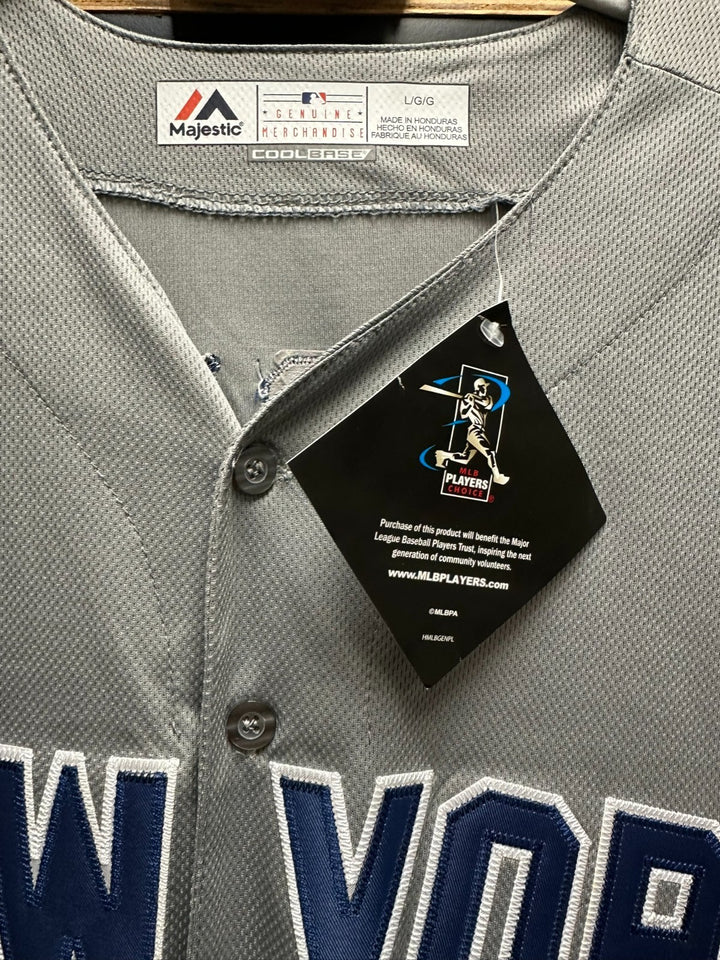 Majestic
GENUINE
MERCHANDISE
L/G/G
MADE IN HONDURAS
HECHO EN HONDURAS
FABRIQUÉ AU HONDURAS
COOLBASE
MLB
PLAYERS
CHOICE
Purchase of this product will benefit the Major
League Baseball Players Trust, inspiring the next
generation of community volunteers.
www.MLBPLAYERS.com
©MLBPA
HMLBGENPL
W YOR